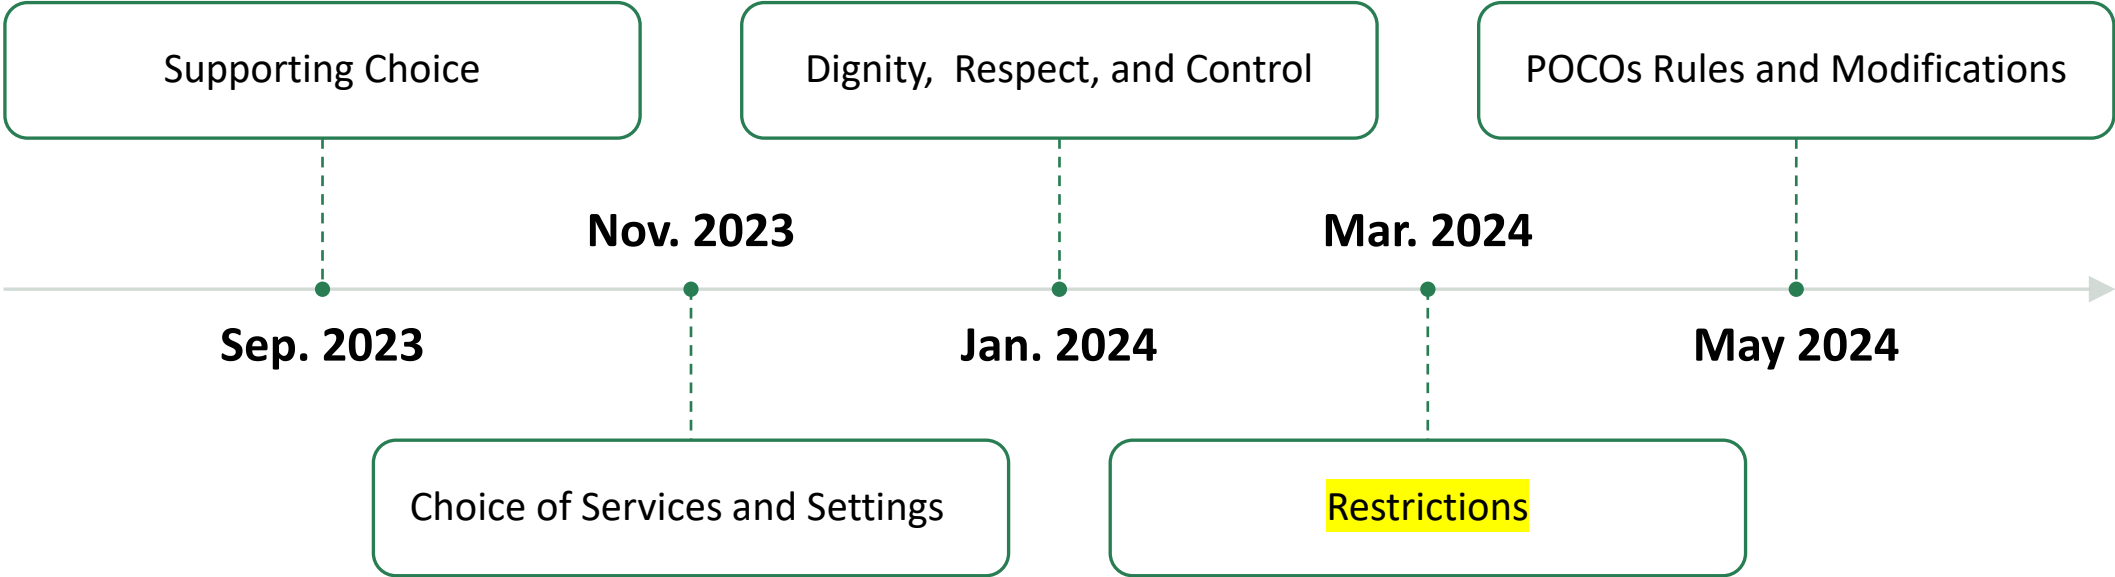 Supporting Choice
Dignity, Respect, and Control
POCOs Rules and Modifications
Nov. 2023
Mar. 2024
Sep. 2023
Jan. 2024
May 2024
Choice of Services and Settings
Restrictions